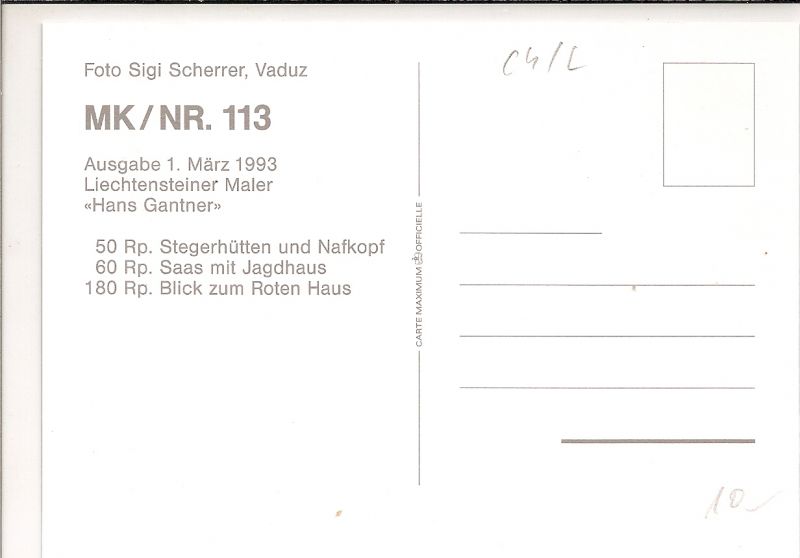 Foto Sigi Scherrer, Vaduz
MK/NR. 113
Ausgabe 1. März 1993
Liechtensteiner Maler
«Hans Gantner»
50 Rp. Stegerhütten und Nafkopf
60 Rp. Saas mit Jagdhaus
180 Rp. Blick zum Roten Haus
CARTE MAXIMUM OFFICIELLE
10